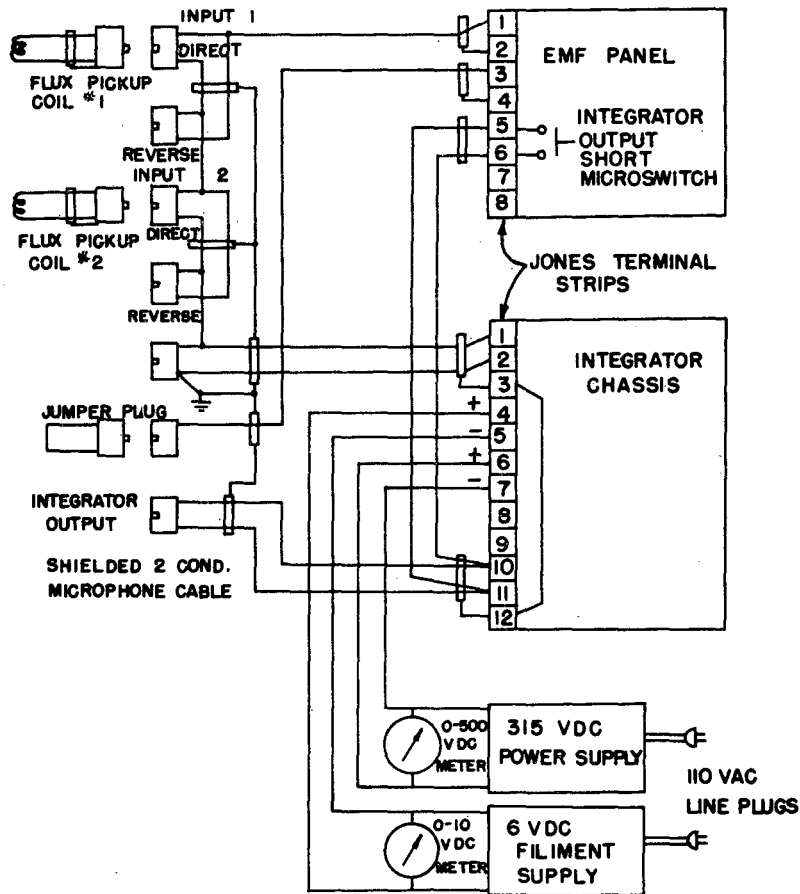 INPUT 1
DIRECT
FLUX PICKUP
COIL #1
REVERSE
INPUT 2
DIRECT
FLUX PICKUP
COIL #2
REVERSE
JUMPER PLUG
INTEGRATOR
OUTPUT
SHIELDED 2 COND.
MICROPHONE CABLE
1
2
3
4
5
6
7
8
EMF PANEL
INTEGRATOR
OUTPUT
SHORT
MICROSWITCH
JONES TERMINAL
STRIPS
1
2
3
+ 4
- 5
+ 6
- 7
8
9
10
11
12
INTEGRATOR
CHASSIS
0-500
VDC
METER
315 VDC
POWER SUPPLY
0-10
VDC
METER
6 VDC
FILIMENT
SUPPLY
110 VAC
LINE PLUGS